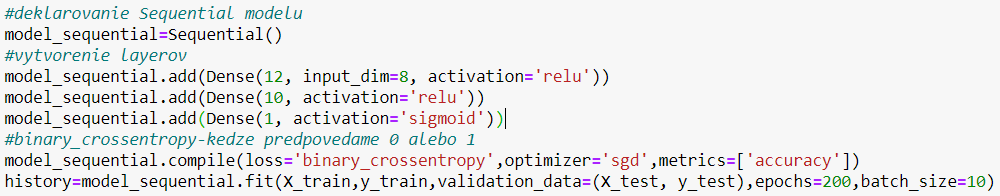 #deklarovanie Sequential modelu
model_sequential=Sequential()
#vytvorenie layerov
model_sequential.add(Dense(12, input_dim=8, activation='relu'))
model_sequential.add(Dense(10, activation='relu'))
model_sequential.add(Dense(1, activation='sigmoid'))
#binary_crossentropy-kedze predpovedame 0 alebo 1
model_sequential.compile(loss='binary_crossentropy',optimizer='sgd',metrics=['accuracy'])
history=model_sequential.fit(X_train,y_train,validation_data=(X_test, y_test),epochs=200,batch_size=10)